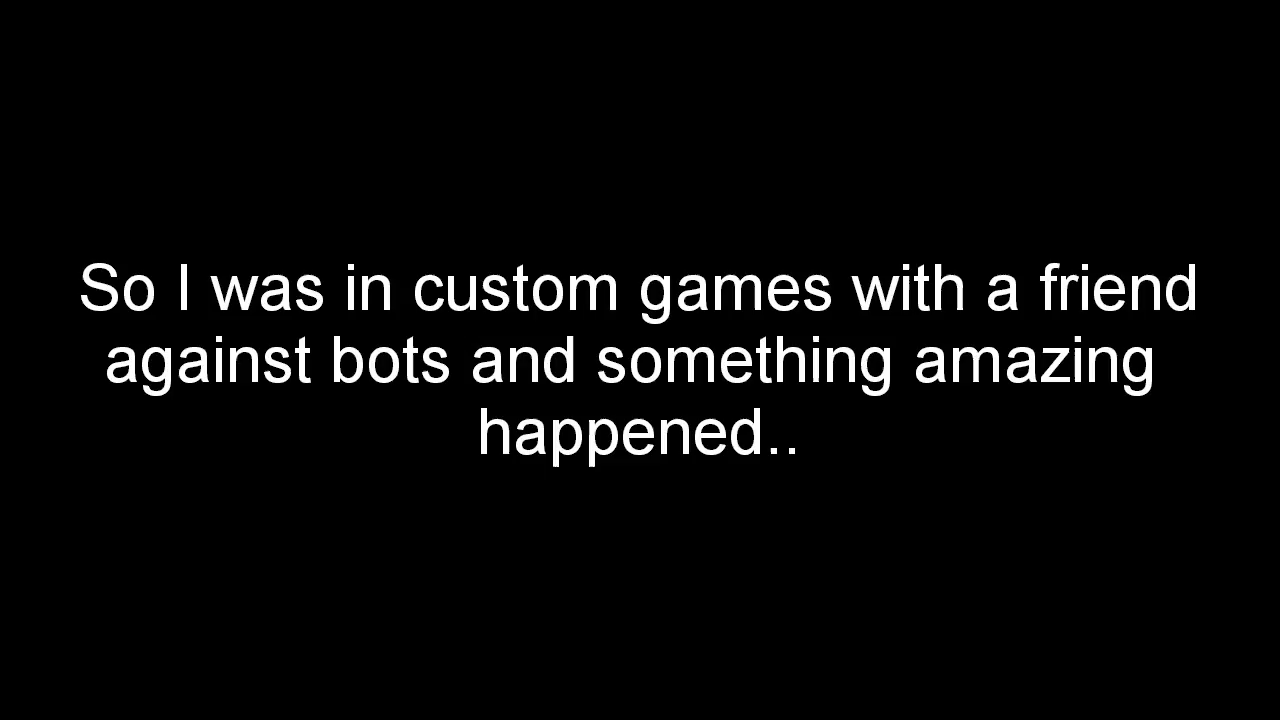 So I was in custom games with a friend
against bots and something amazing
happened..